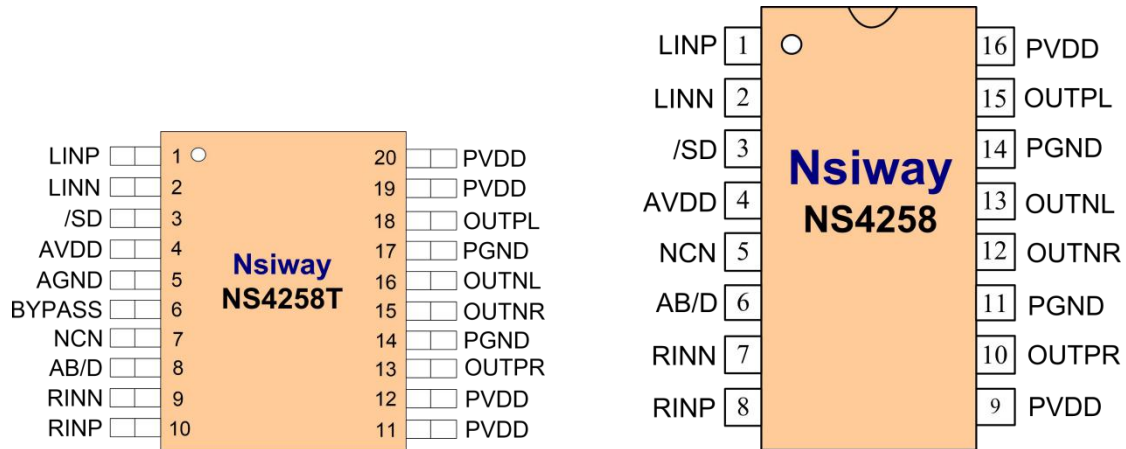 LINP 1 20 PVDD
LINN 2 19 PVDD
/SD 3 18 OUTPL
AVDD 4 17 PGND
AGND 5 16 OUTNL
BYPASS 6 15 OUTNR
NCN 7 14 PGND
AB/D 8 13 OUTPR
RINN 9 12 PVDD
RINP 10 11 PVDD
Nsiway
NS4258T
LINP 1 16 PVDD
LINN 2 15 OUTPL
/SD 3 14 PGND
AVDD 4 13 OUTNL
NCN 5 12 OUTNR
AB/D 6 11 PGND
RINN 7 10 OUTPR
RINP 8 9 PVDD
Nsiway
NS4258